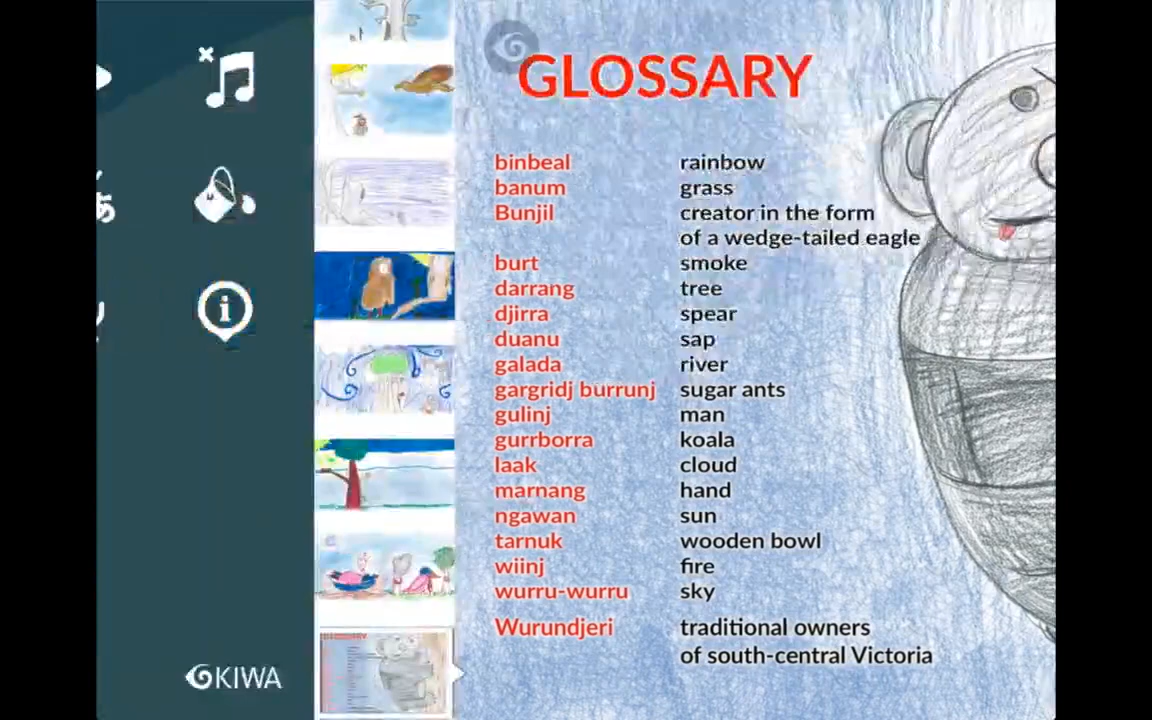 GLOSSARY
binbeal rainbow
banum grass
Bunjil creator in the form
of a wedge-tailed eagle
burt smoke
darrang tree
djirra spear
duanu sap
galada river
gargridj burrunj sugar ants
gulinj man
gurrborra koala
laak cloud
marnang hand
ngawan sun
tarnuk wooden bowl
wiinj fire
wurru-wurru sky
Wurundjeri traditional owners
of south-central Victoria
KIWA